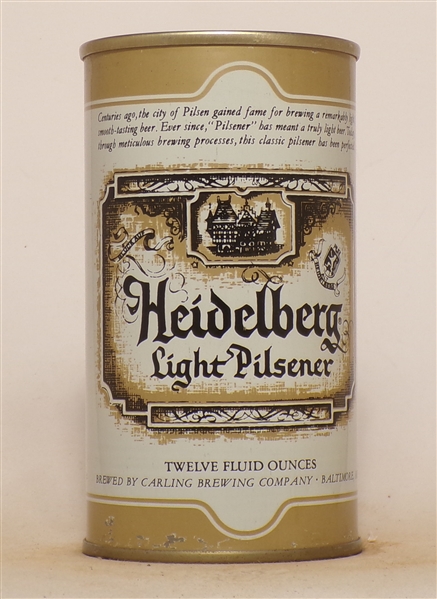 Centuries ago, the city of Pilsen gained fame for brewing a remarkably
smooth-tasting beer. Ever since, "Pilsener" has meant a truly light beer.
through meticulous brewing processes, this classic pilsener has been
Heidelberg
Light Pilsener
TWELVE FLUID OUNCES
BREWED BY CARLING BREWING COMPANY · BALTIMORE,